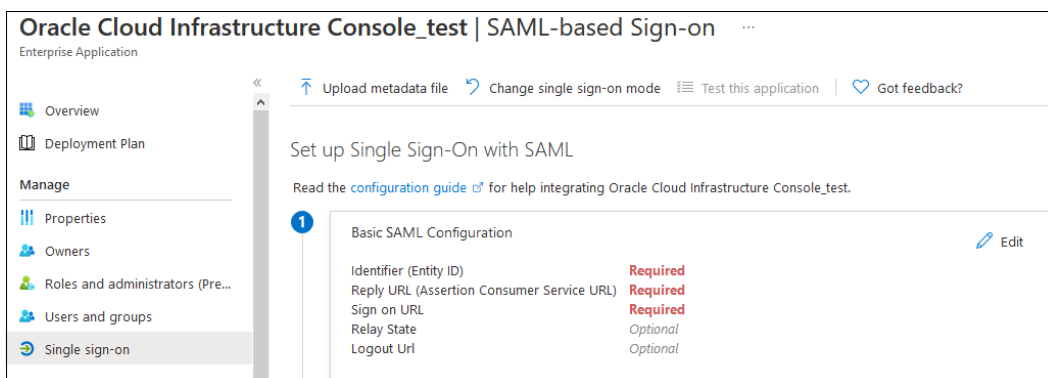 Oracle Cloud Infrastructure Console_test | SAML-based Sign-on ...
Enterprise Application
«
Upload metadata file Change single sign-on mode Test this application | Got feedback?
Overview
Deployment Plan
Manage
Properties
Owners
Roles and administrators (Pre...
Users and groups
Single sign-on
Set up Single Sign-On with SAML
Read the configuration guide for help integrating Oracle Cloud Infrastructure Console_test.
1
Basic SAML Configuration
Edit
Identifier (Entity ID) Required
Reply URL (Assertion Consumer Service URL) Required
Sign on URL Required
Relay State Optional
Logout Url Optional